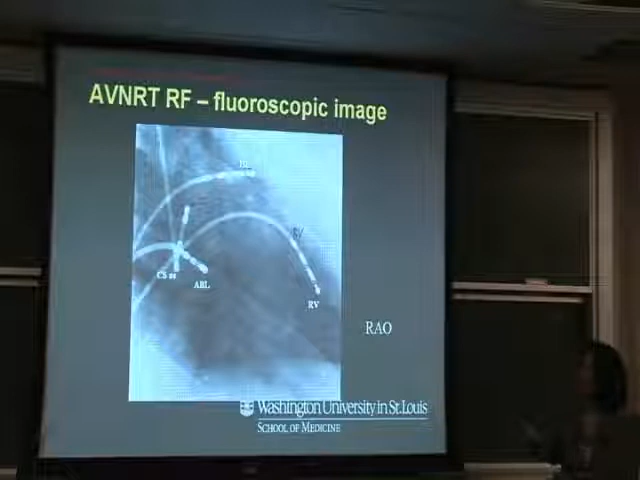 AVNRT RF – fluoroscopic image
CS os
ABL
RV
RAO
Washington University in St. Louis
SCHOOL OF MEDICINE